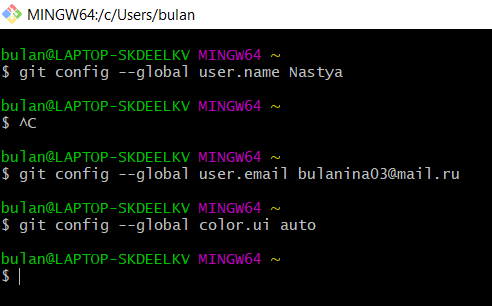 MINGW64:/c/Users/bulan
bulan@LAPTOP-SKDEELKV MINGW64 ~
$ git config --global user.name Nastya
bulan@LAPTOP-SKDEELKV MINGW64 ~
$ ^C
bulan@LAPTOP-SKDEELKV MINGW64 ~
$ git config --global user.email bulanina03@mail.ru
bulan@LAPTOP-SKDEELKV MINGW64 ~
$ git config --global color.ui auto
bulan@LAPTOP-SKDEELKV MINGW64 ~
$